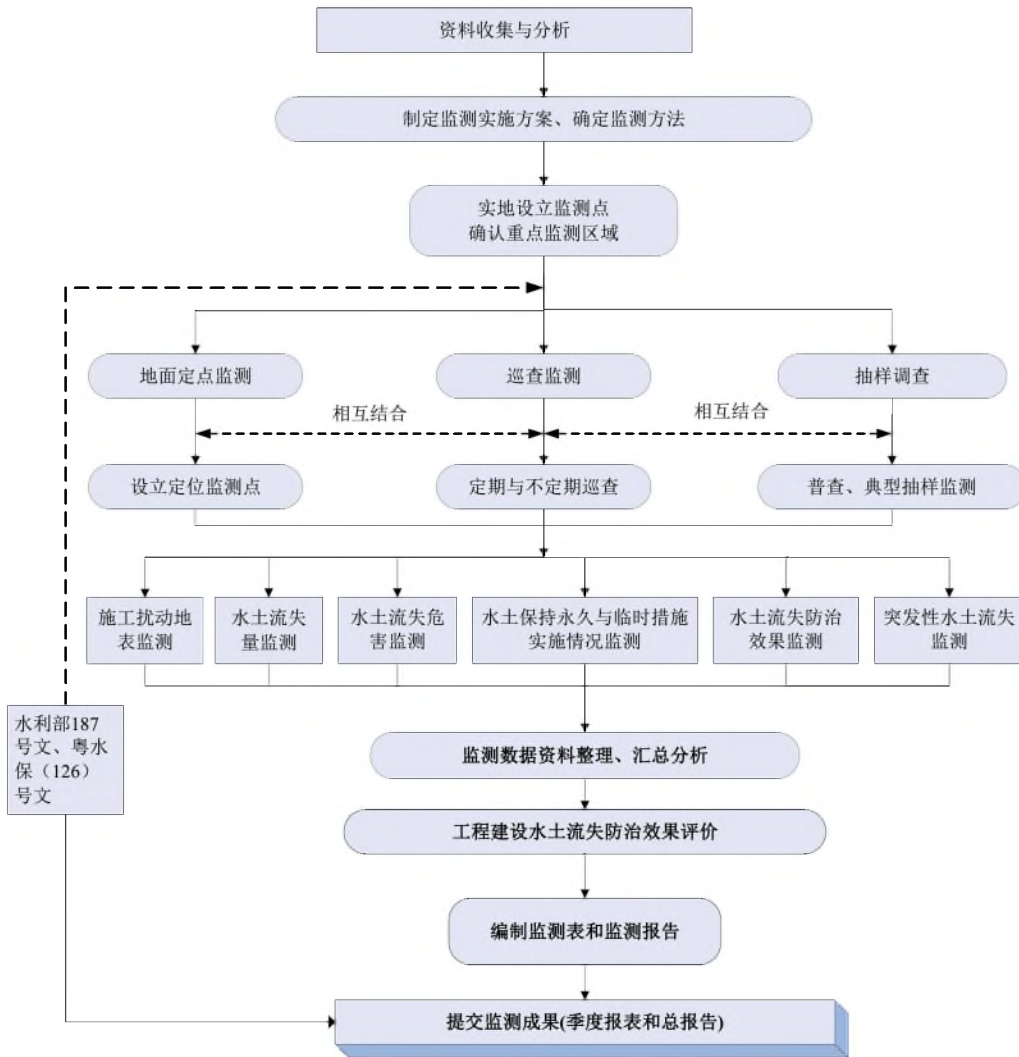 资料收集与分析
制定监测实施方案、确定监测方法
实地设立监测点
确认重点监测区域
地面定点监测
巡查监测
抽样调查
相互结合
相互结合
设立定位监测点
定期与不定期巡查
普查、典型抽样监测
施工扰动地
表监测
水土流失
量监测
水土流失危
害监测
水土保持永久与临时措施
实施情况监测
水土流失防治
效果监测
突发性水土流失
监测
水利部187
号文、粤水
保（126）
号文
监测数据资料整理、汇总分析
工程建设水土流失防治效果评价
编制监测表和监测报告
提交监测成果(季度报表和总报告)